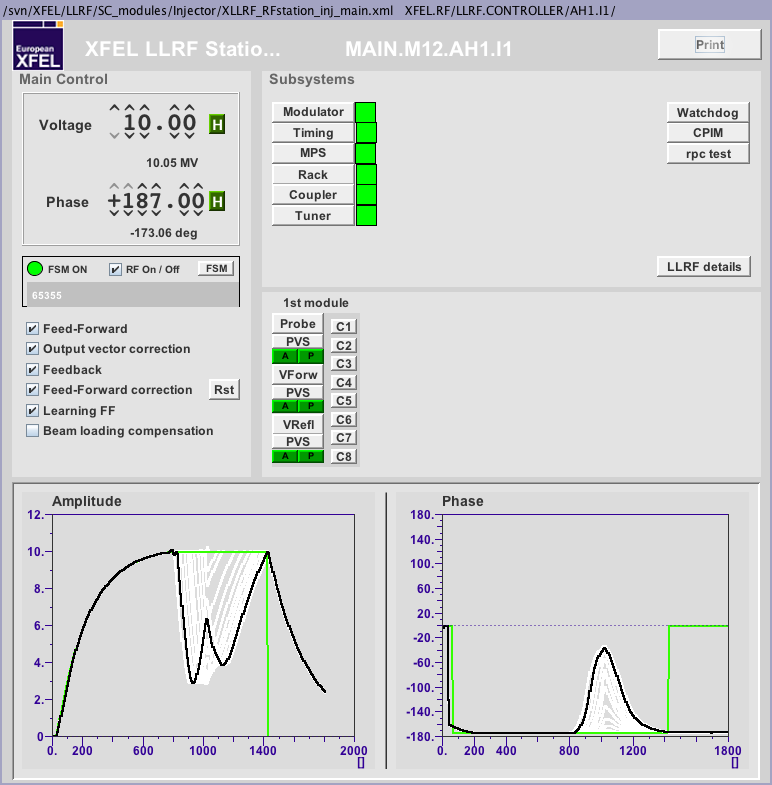 /svn/XFEL/LLRF/SC_modules/Injector/XLLRF_RFstation_inj_main.xml XFEL.RF/LLRF.CONTROLLER/AH1.I1/
European
XFEL
XFEL LLRF Statio...
MAIN.M12.AH1.I1
Print
Main Control
Voltage
10.00
H
10.05 MV
Phase
+187.00
H
-173.06 deg
FSM ON
RF On / Off
FSM
65355
Feed-Forward
Output vector correction
Feedback
Feed-Forward correction
Rst
Learning FF
Beam loading compensation
Subsystems
Modulator
Timing
MPS
Rack
Coupler
Tuner
Watchdog
CPIM
rpc test
LLRF details
1st module
Probe
PVS
A P
VForw
PVS
A P
VRefl
PVS
A P
C1
C2
C3
C4
C5
C6
C7
C8
Amplitude
12.
10.
8.
6.
4.
2.
0
0. 200 600 1000 1400 2000
[]
Phase
180.
140.
100.
60.
20.
-20.
-60.
-100.
-140.
-180.
0. 200 400 800 1200 1800
[]